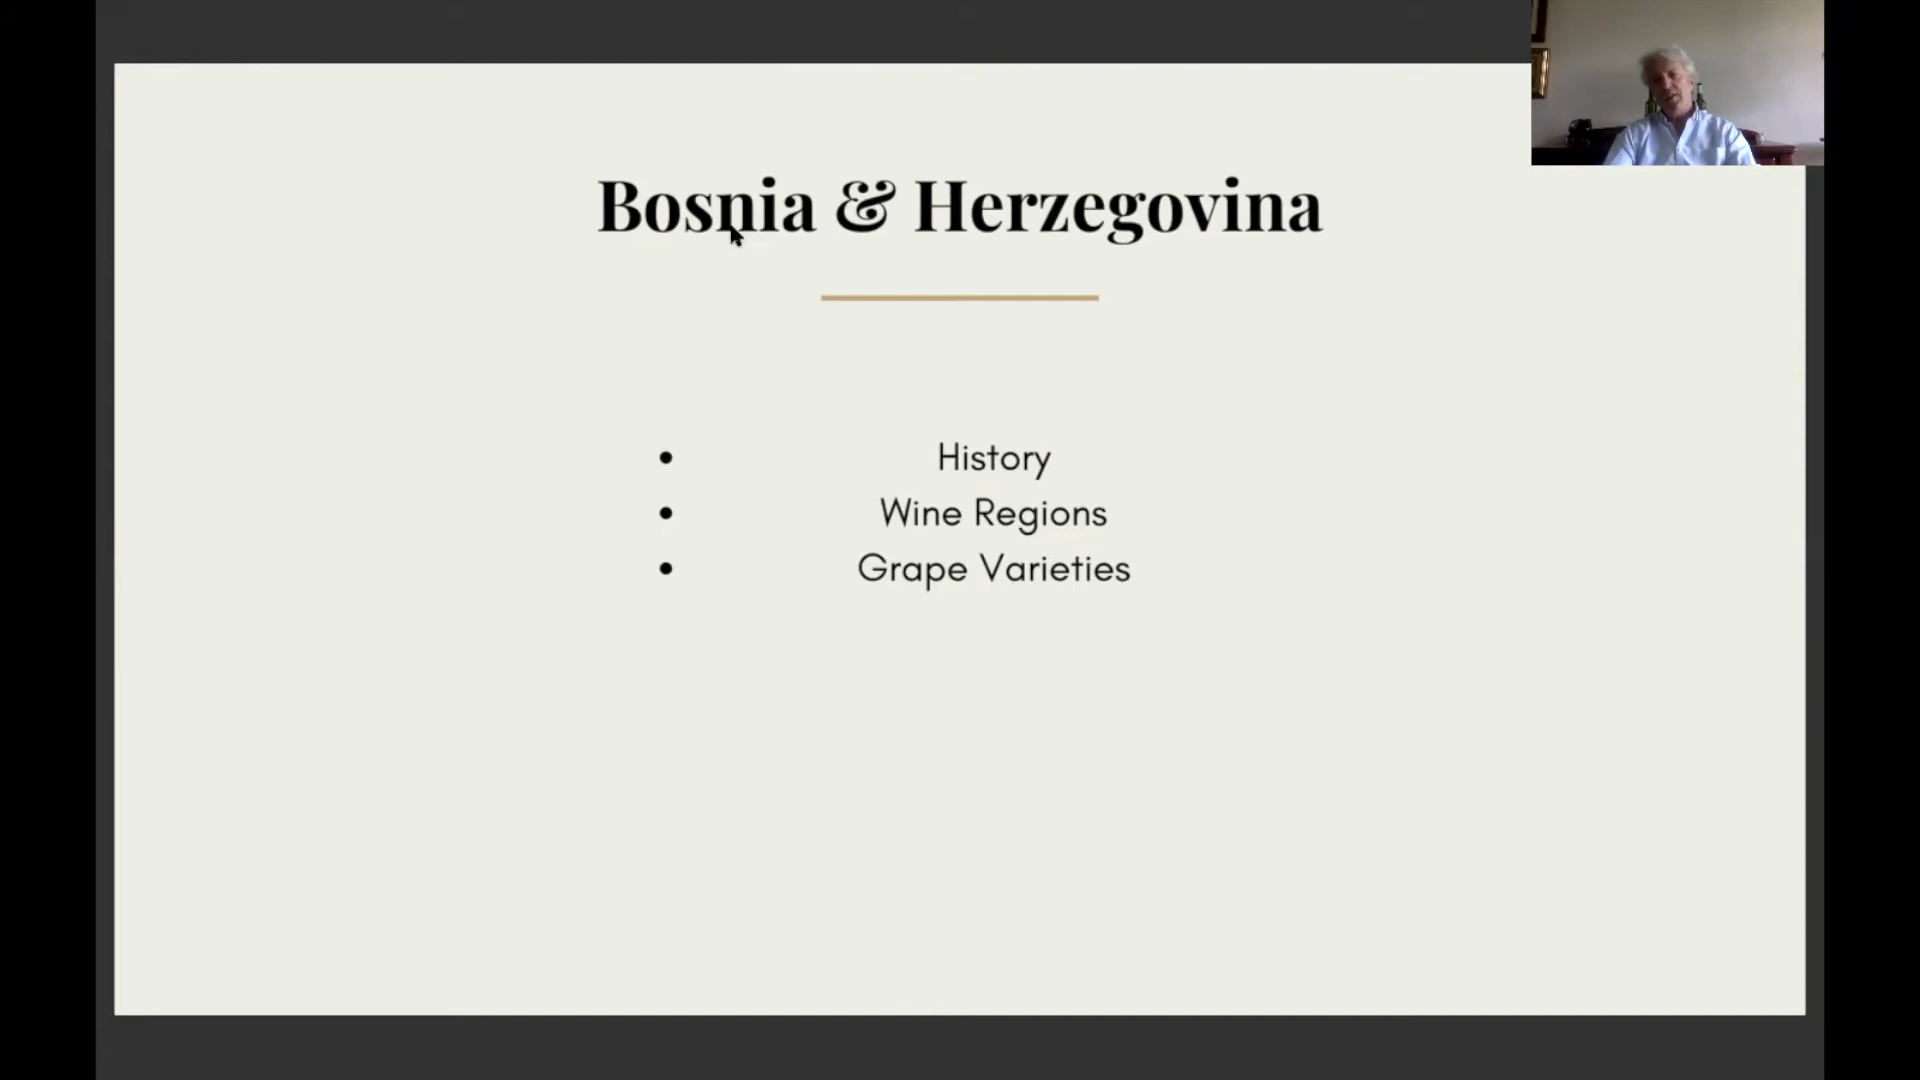 Bosnia & Herzegovina
• History
• Wine Regions
• Grape Varieties